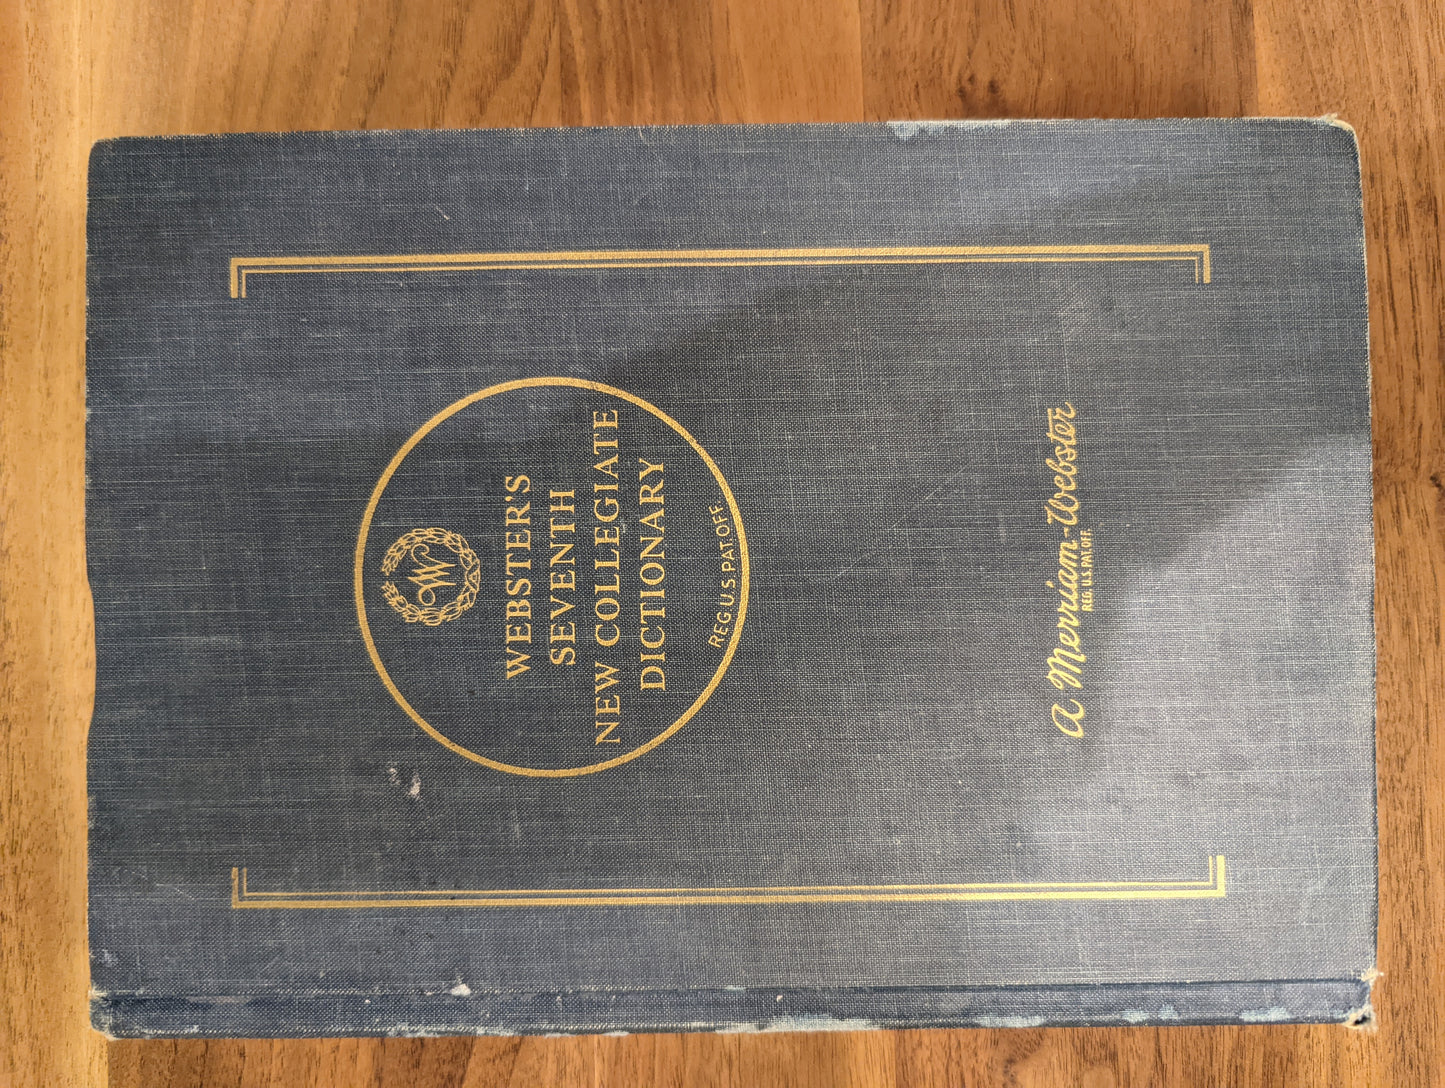 W
WEBSTER'S
SEVENTH
NEW COLLEGIATE
DICTIONARY
REG.U.S.PAT.OFF.
a Merriam-Webster
REG. U.S. PAT. OFF.